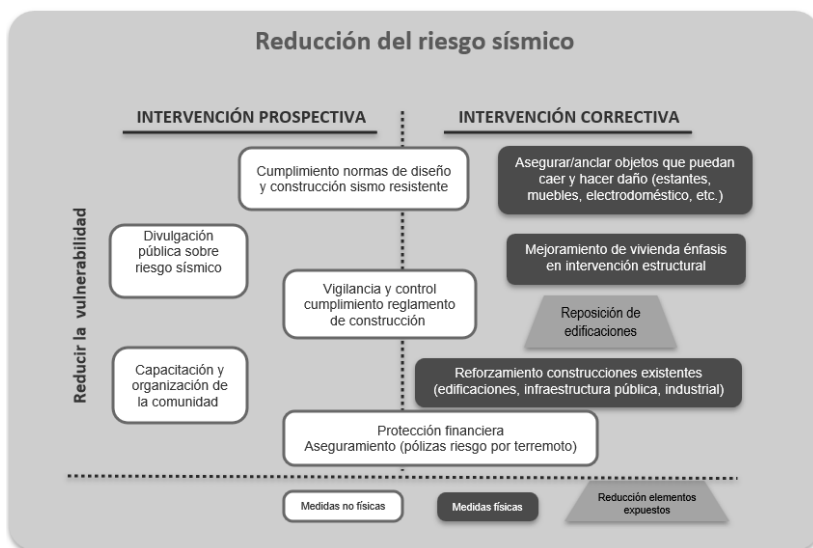 Reducción del riesgo sísmico
INTERVENCIÓN PROSPECTIVA
INTERVENCIÓN CORRECTIVA
Reducir la vulnerabilidad
Cumplimiento normas de diseño
y construcción sismo resistente
Asegurar/anclar objetos que puedan
caer y hacer daño (estantes,
muebles, electrodoméstico, etc.)
Divulgación
pública sobre
riesgo sísmico
Mejoramiento de vivienda énfasis
en intervención estructural
Vigilancia y control
cumplimiento reglamento
de construcción
Reposición de
edificaciones
Capacitación y
organización de
la comunidad
Reforzamiento construcciones existentes
(edificaciones, infraestructura pública, industrial)
Protección financiera
Aseguramiento (pólizas riesgo por terremoto)
Medidas no físicas
Medidas físicas
Reducción elementos
expuestos